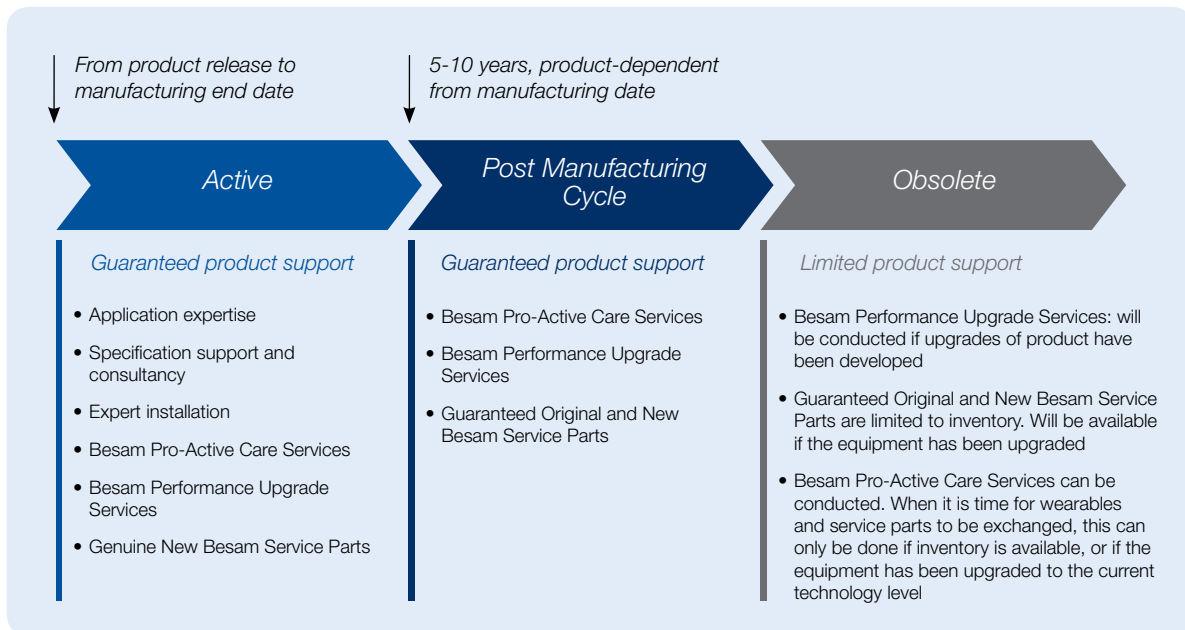 From product release to
manufacturing end date
5-10 years, product-dependent
from manufacturing date
Active
Post Manufacturing
Cycle
Obsolete
Guaranteed product support
• Application expertise
• Specification support and
consultancy
• Expert installation
• Besam Pro-Active Care Services
• Besam Performance Upgrade
Services
• Genuine New Besam Service Parts
Guaranteed product support
• Besam Pro-Active Care Services
• Besam Performance Upgrade
Services
• Guaranteed Original and New
Besam Service Parts
Limited product support
• Besam Performance Upgrade Services: will
be conducted if upgrades of product have
been developed
• Guaranteed Original and New Besam Service
Parts are limited to inventory. Will be available
if the equipment has been upgraded
• Besam Pro-Active Care Services can be
conducted. When it is time for wearables
and service parts to be exchanged, this can
only be done if inventory is available, or if the
equipment has been upgraded to the current
technology level